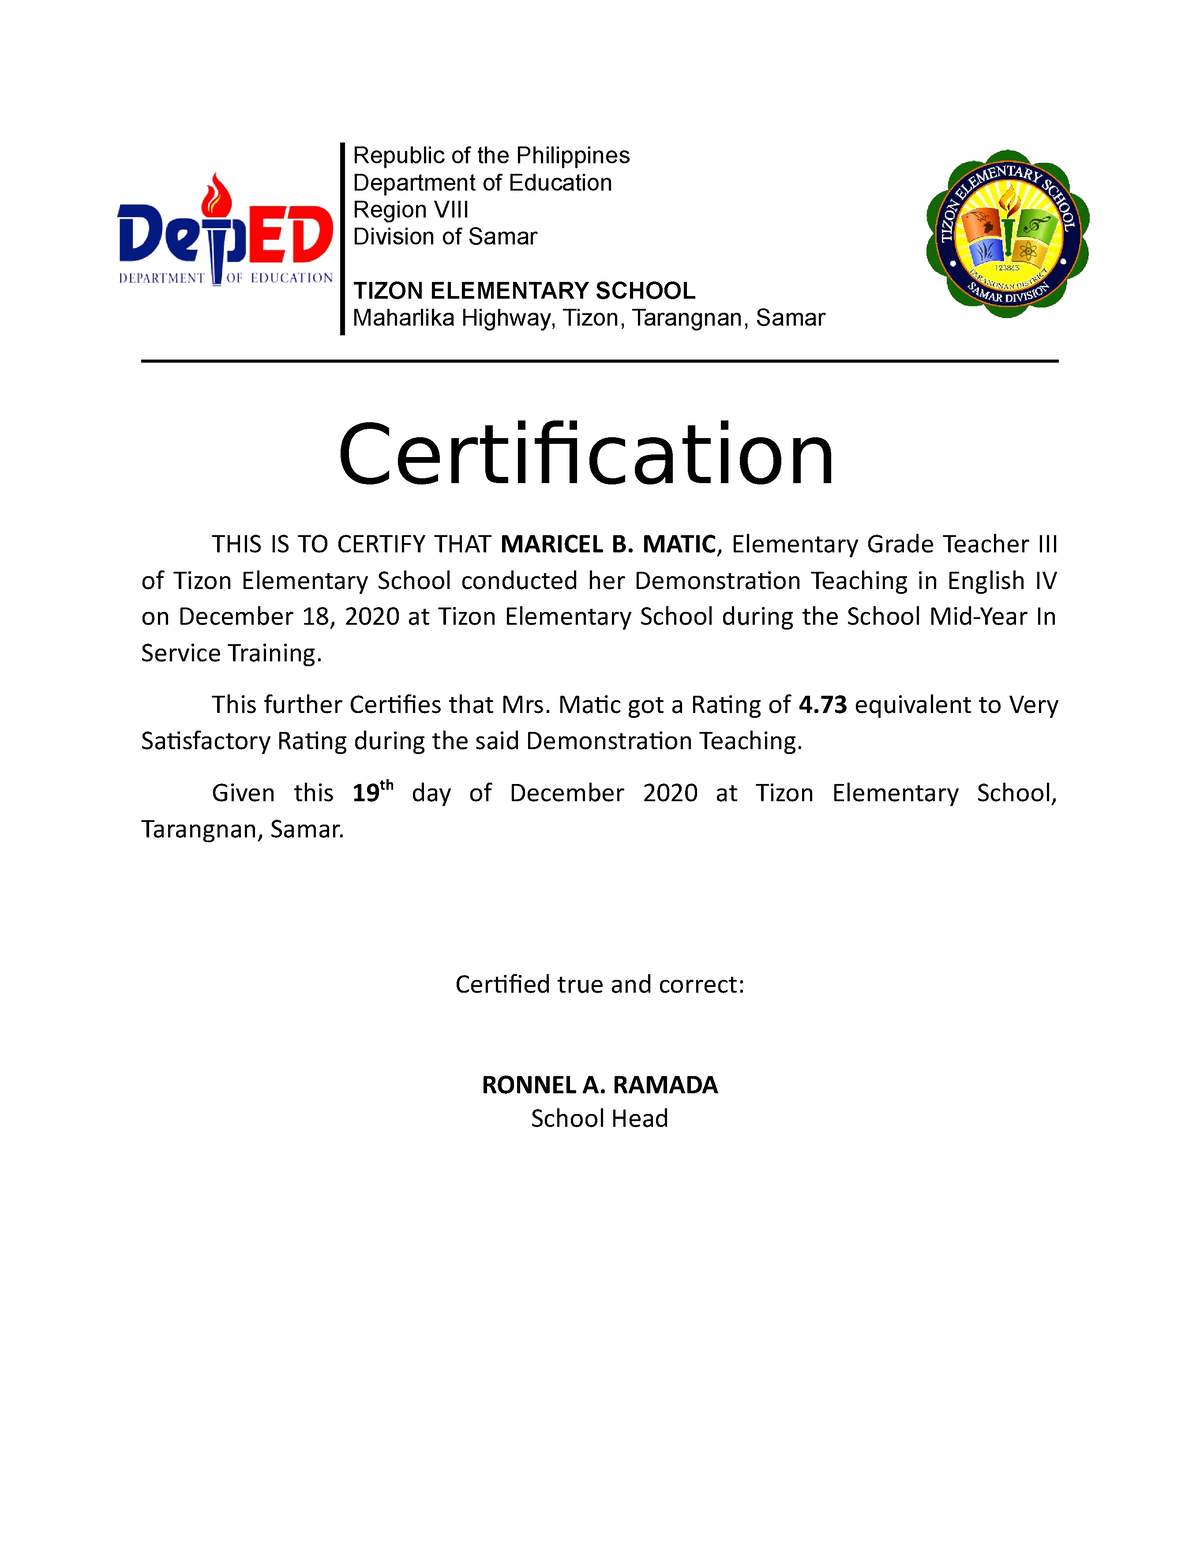 Republic of the Philippines
Department of Education
Region VIII
Division of Samar
DepED
DEPARTMENT OF EDUCATION
TIZON ELEMENTARY SCHOOL
Maharlika Highway, Tizon, Tarangnan, Samar
TIZON ELEMENTARY SCHOOL
123843
TARANGNAN DISTRICT
SAMAR DIVISION
Certification
THIS IS TO CERTIFY THAT MARICEL B. MATIC, Elementary Grade Teacher III
of Tizon Elementary School conducted her Demonstration Teaching in English IV
on December 18, 2020 at Tizon Elementary School during the School Mid-Year In
Service Training.
This further Certifies that Mrs. Matic got a Rating of 4.73 equivalent to Very
Satisfactory Rating during the said Demonstration Teaching.
Given this 19th day of December 2020 at Tizon Elementary School,
Tarangnan, Samar.
Certified true and correct:
RONNEL A. RAMADA
School Head